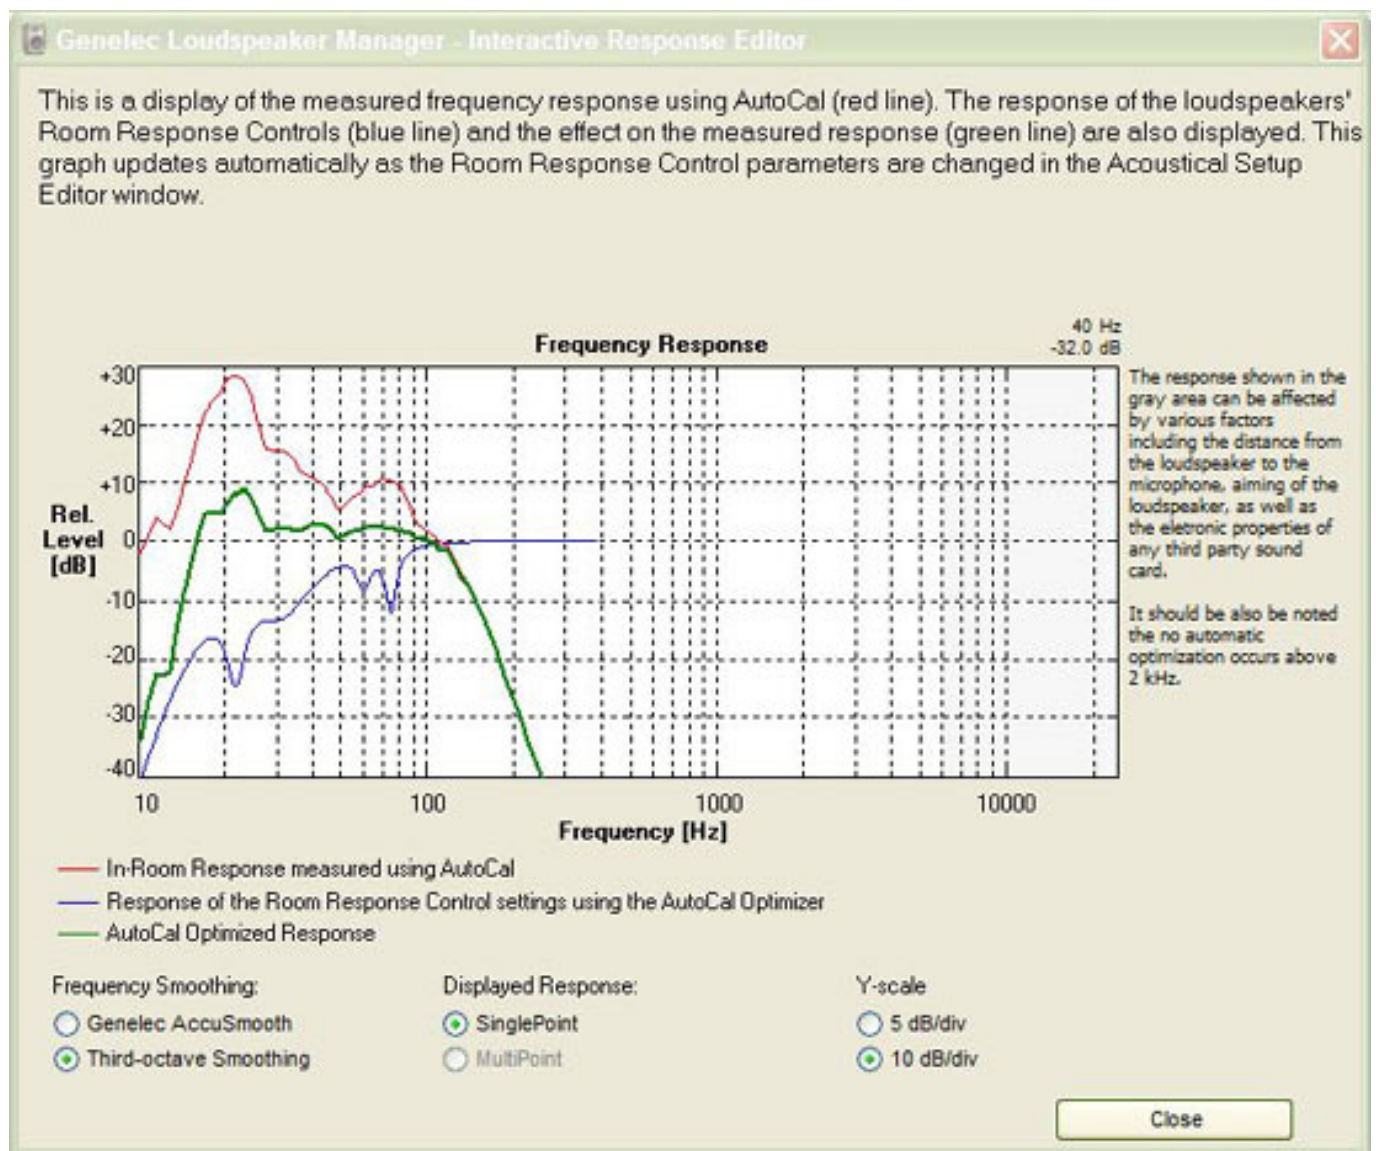 Genelec Loudspeaker Manager - Interactive Response Editor
This is a display of the measured frequency response using AutoCal (red line). The response of the loudspeakers'
Room Response Controls (blue line) and the effect on the measured response (green line) are also displayed. This
graph updates automatically as the Room Response Control parameters are changed in the Acoustical Setup
Editor window.
40 Hz
-32.0 dB
Frequency Response
+30
+20
+10
0
-10
-20
-30
-40
Rel.
Level
[dB]
10 100 1000 10000
Frequency [Hz]
The response shown in the
gray area can be affected
by various factors
including the distance from
the loudspeaker to the
microphone, aiming of the
loudspeaker, as well as
the eletronic properties of
any third party sound
card.
It should be also be noted
the no automatic
optimization occurs above
2 kHz.
In-Room Response measured using AutoCal
Response of the Room Response Control settings using the AutoCal Optimizer
AutoCal Optimized Response
Frequency Smoothing:
Genelec AccuSmooth
Third-octave Smoothing
Displayed Response:
SinglePoint
MultiPoint
Y-scale
5 dB/div
10 dB/div
Close